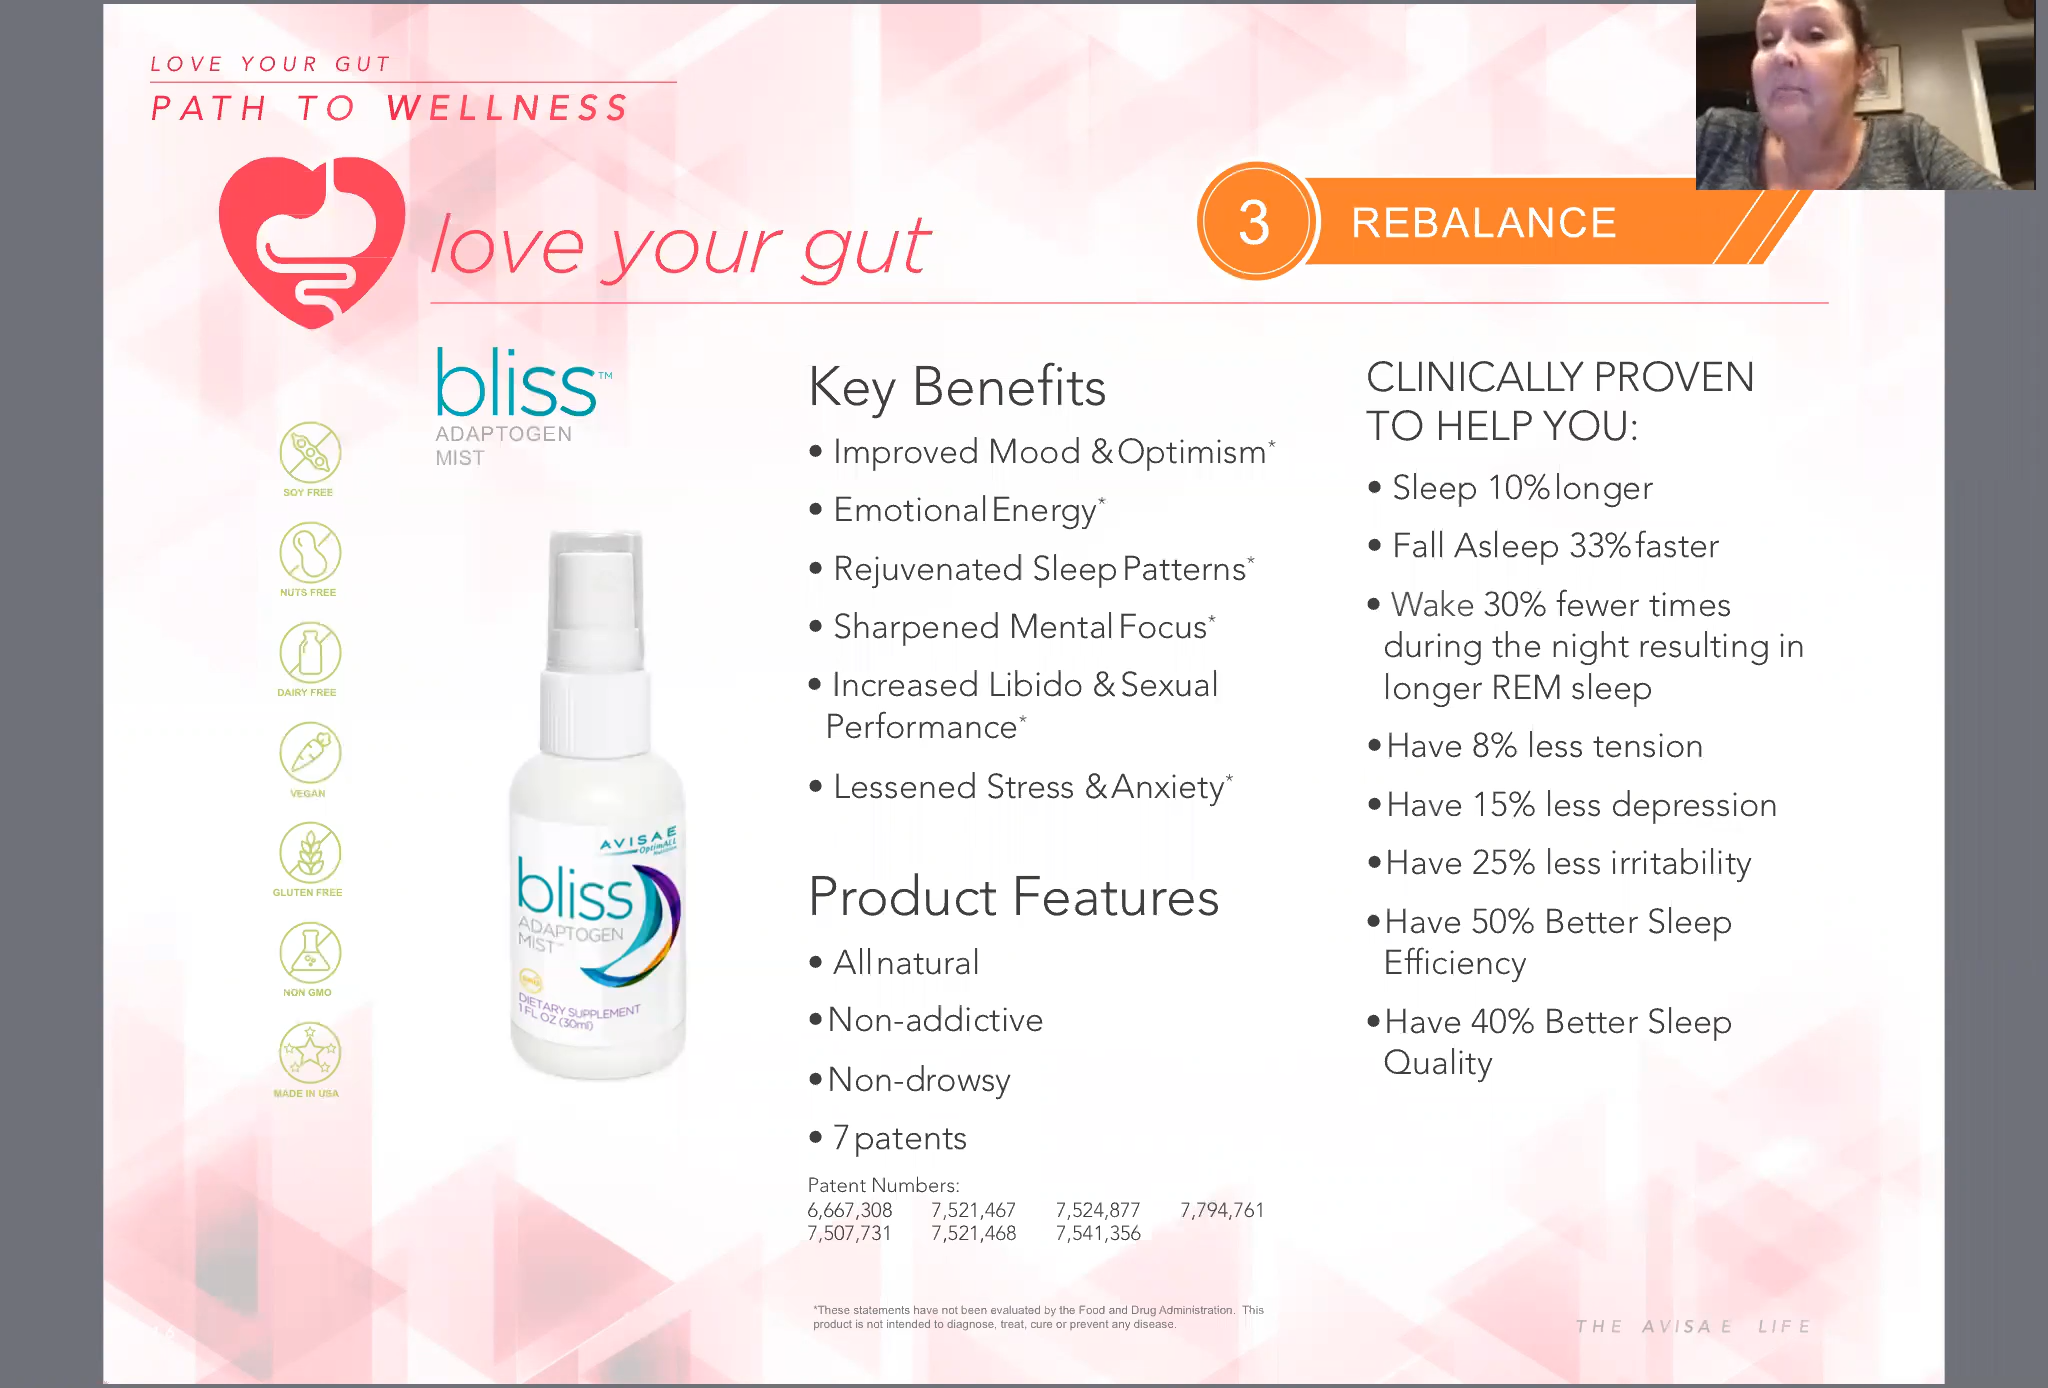 LOVE YOUR GUT
PATH TO WELLNESS
love your gut
3
REBALANCE
bliss™
ADAPTOGEN
MIST
SOY FREE
NUTS FREE
DAIRY FREE
VEGAN
GLUTEN FREE
NON GMO
MADE IN USA
AVISAE
OptimALL
bliss
ADAPTOGEN
MIST™
DIETARY SUPPLEMENT
1 FL OZ (30ml)
Key Benefits
• Improved Mood & Optimism*
• Emotional Energy*
• Rejuvenated Sleep Patterns*
• Sharpened Mental Focus*
• Increased Libido & Sexual
Performance*
• Lessened Stress & Anxiety*
Product Features
• All natural
• Non-addictive
• Non-drowsy
• 7 patents
Patent Numbers:
6,667,308 7,521,467 7,524,877 7,794,761
7,507,731 7,521,468 7,541,356
CLINICALLY PROVEN
TO HELP YOU:
• Sleep 10% longer
• Fall Asleep 33% faster
• Wake 30% fewer times
during the night resulting in
longer REM sleep
• Have 8% less tension
• Have 15% less depression
• Have 25% less irritability
• Have 50% Better Sleep
Efficiency
• Have 40% Better Sleep
Quality
*These statements have not been evaluated by the Food and Drug Administration. This
product is not intended to diagnose, treat, cure or prevent any disease.
THE AVISAE LIFE